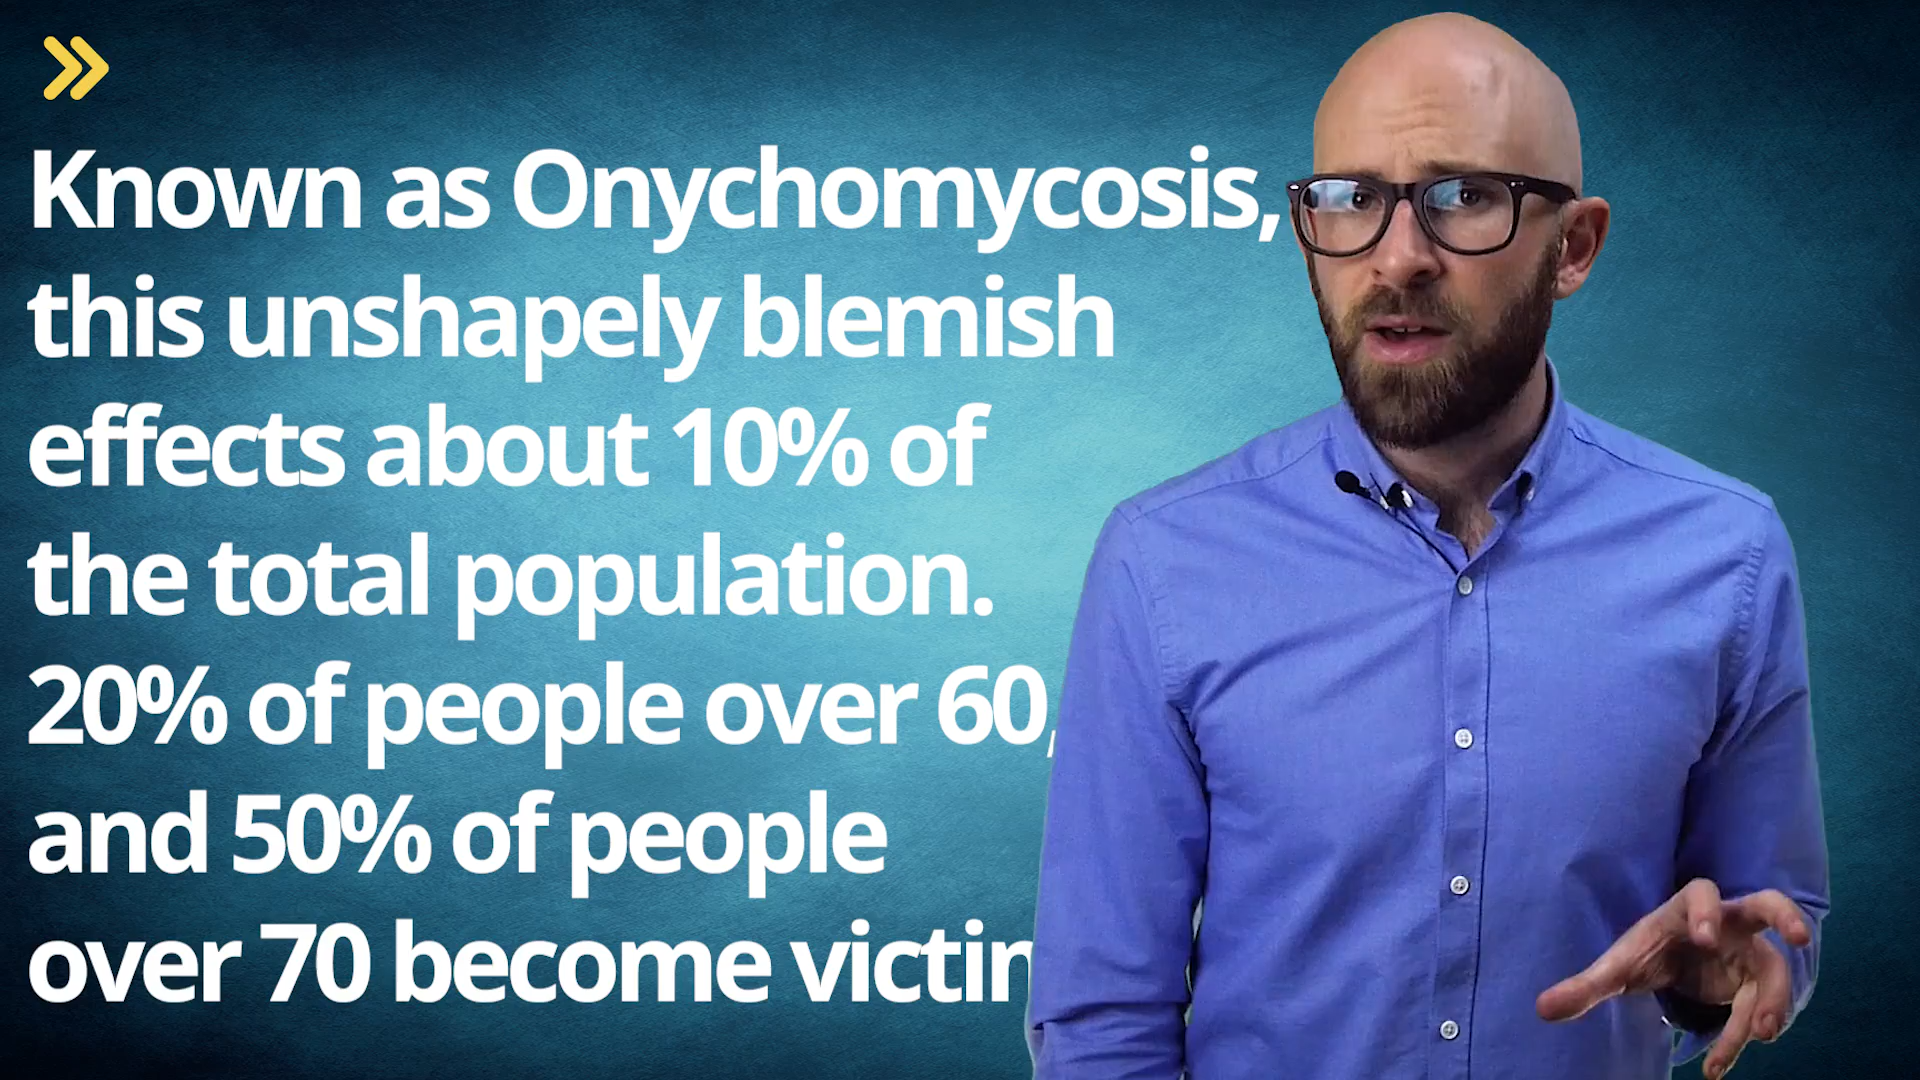 Known as Onychomycosis,
this unshapely blemish
effects about 10% of
the total population.
20% of people over 60,
and 50% of people
over 70 become